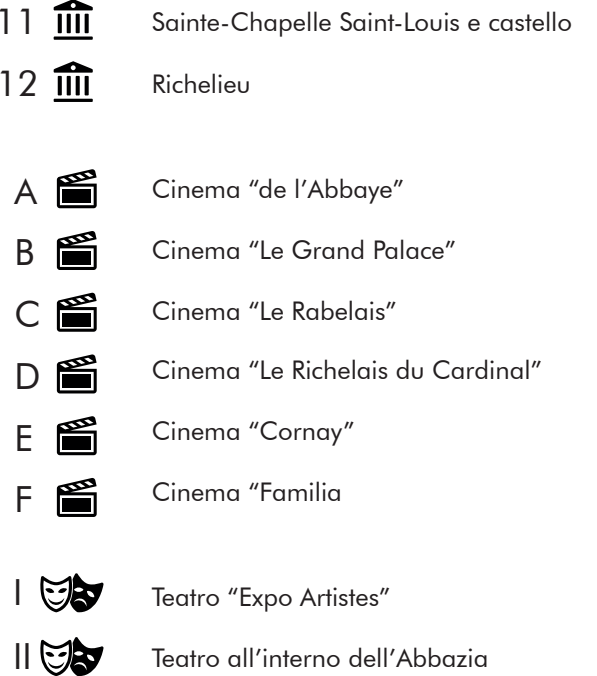 11 Sainte-Chapelle Saint-Louis e castello
12 Richelieu
A Cinema “de l’Abbaye”
B Cinema “Le Grand Palace”
C Cinema “Le Rabelais”
D Cinema “Le Richelais du Cardinal”
E Cinema “Cornay”
F Cinema “Familia
I Teatro “Expo Artistes”
II Teatro all’interno dell’Abbazia